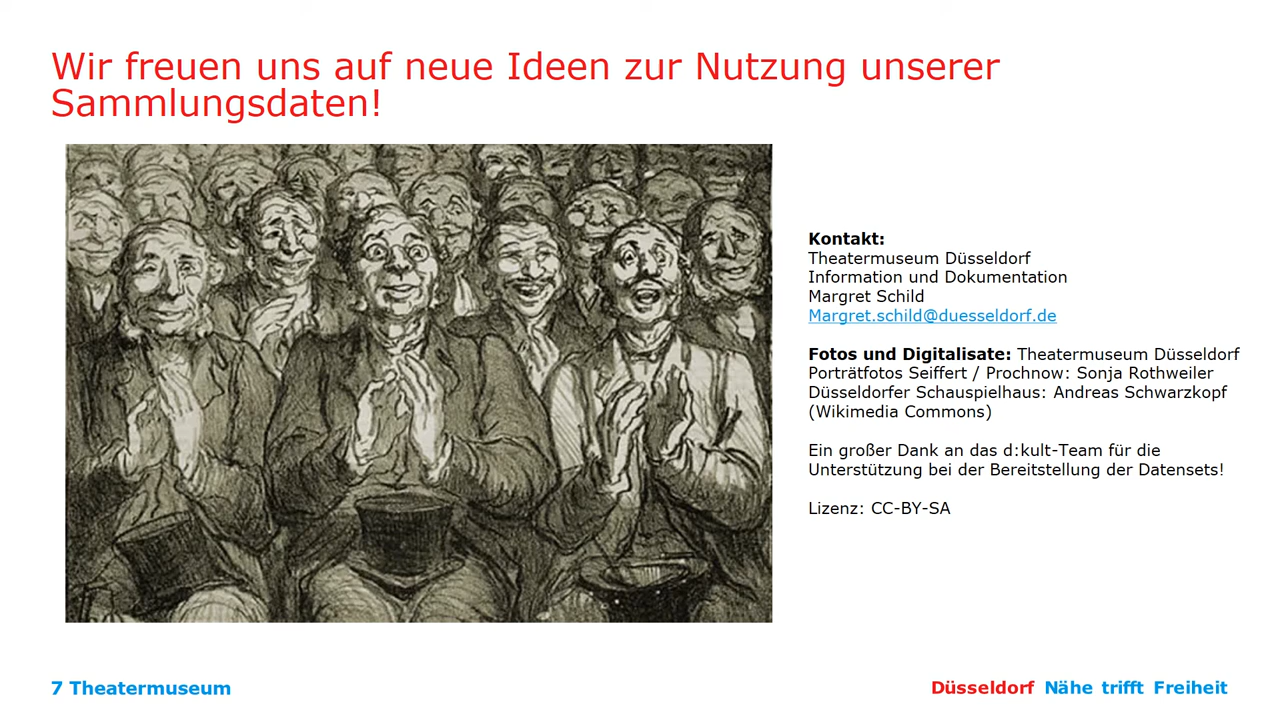 Wir freuen uns auf neue Ideen zur Nutzung unserer
Sammlungsdaten!
Kontakt:
Theatermuseum Düsseldorf
Information und Dokumentation
Margret Schild
Margret.schild@duesseldorf.de
Fotos und Digitalisate: Theatermuseum Düsseldorf
Porträtfotos Seiffert / Prochnow: Sonja Rothweiler
Düsseldorfer Schauspielhaus: Andreas Schwarzkopf
(Wikimedia Commons)
Ein großer Dank an das d:kult-Team für die
Unterstützung bei der Bereitstellung der Datensets!
Lizenz: CC-BY-SA
7 Theatermuseum
Düsseldorf Nähe trifft Freiheit